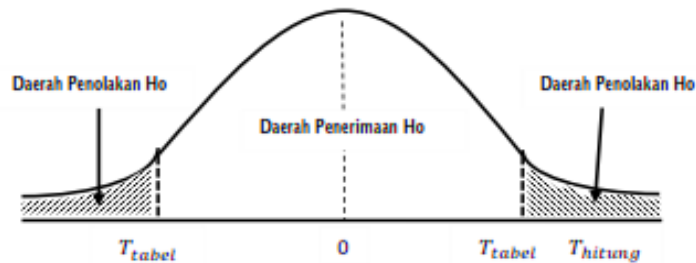 Daerah Penolakan Ho
Daerah Penolakan Ho
Daerah Penerimaan Ho
T_tabel 0 T_tabel T_hitung